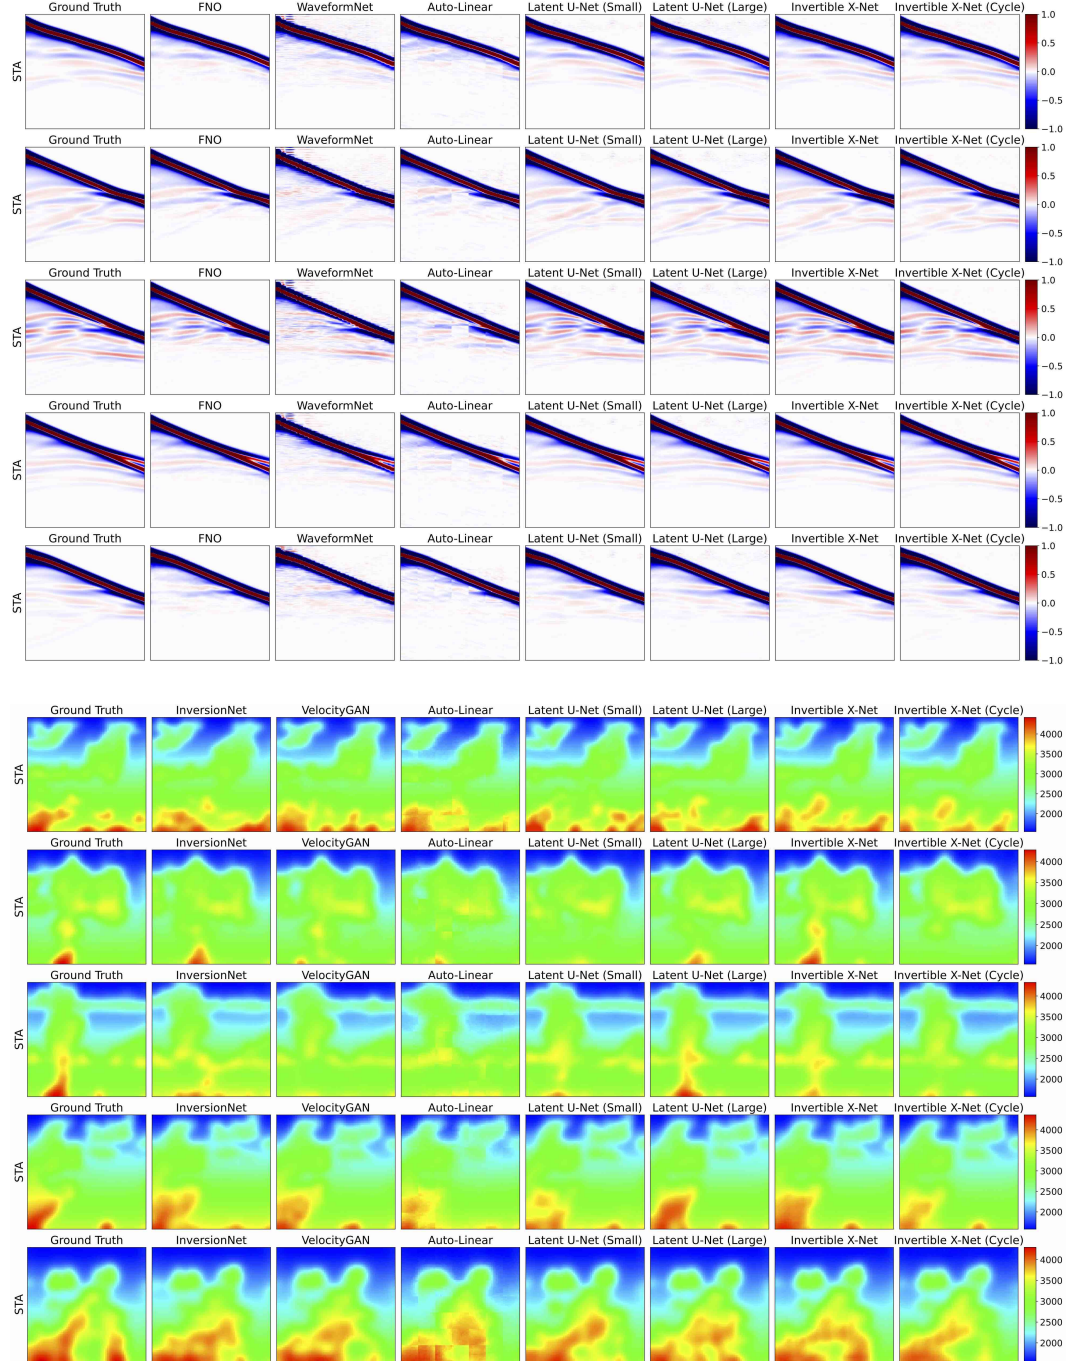 Ground Truth FNO WaveformNet Auto-Linear Latent U-Net (Small) Latent U-Net (Large) Invertible X-Net Invertible X-Net (Cycle)
STA
1.0
0.5
0.0
−0.5
−1.0
Ground Truth FNO WaveformNet Auto-Linear Latent U-Net (Small) Latent U-Net (Large) Invertible X-Net Invertible X-Net (Cycle)
STA
1.0
0.5
0.0
−0.5
−1.0
Ground Truth FNO WaveformNet Auto-Linear Latent U-Net (Small) Latent U-Net (Large) Invertible X-Net Invertible X-Net (Cycle)
STA
1.0
0.5
0.0
−0.5
−1.0
Ground Truth FNO WaveformNet Auto-Linear Latent U-Net (Small) Latent U-Net (Large) Invertible X-Net Invertible X-Net (Cycle)
STA
1.0
0.5
0.0
−0.5
−1.0
Ground Truth FNO WaveformNet Auto-Linear Latent U-Net (Small) Latent U-Net (Large) Invertible X-Net Invertible X-Net (Cycle)
STA
1.0
0.5
0.0
−0.5
−1.0
Ground Truth InversionNet VelocityGAN Auto-Linear Latent U-Net (Small) Latent U-Net (Large) Invertible X-Net Invertible X-Net (Cycle)
STA
4000
3500
3000
2500
2000
Ground Truth InversionNet VelocityGAN Auto-Linear Latent U-Net (Small) Latent U-Net (Large) Invertible X-Net Invertible X-Net (Cycle)
STA
4000
3500
3000
2500
2000
Ground Truth InversionNet VelocityGAN Auto-Linear Latent U-Net (Small) Latent U-Net (Large) Invertible X-Net Invertible X-Net (Cycle)
STA
4000
3500
3000
2500
2000
Ground Truth InversionNet VelocityGAN Auto-Linear Latent U-Net (Small) Latent U-Net (Large) Invertible X-Net Invertible X-Net (Cycle)
STA
4000
3500
3000
2500
2000
Ground Truth InversionNet VelocityGAN Auto-Linear Latent U-Net (Small) Latent U-Net (Large) Invertible X-Net Invertible X-Net (Cycle)
STA
4000
3500
3000
2500
2000